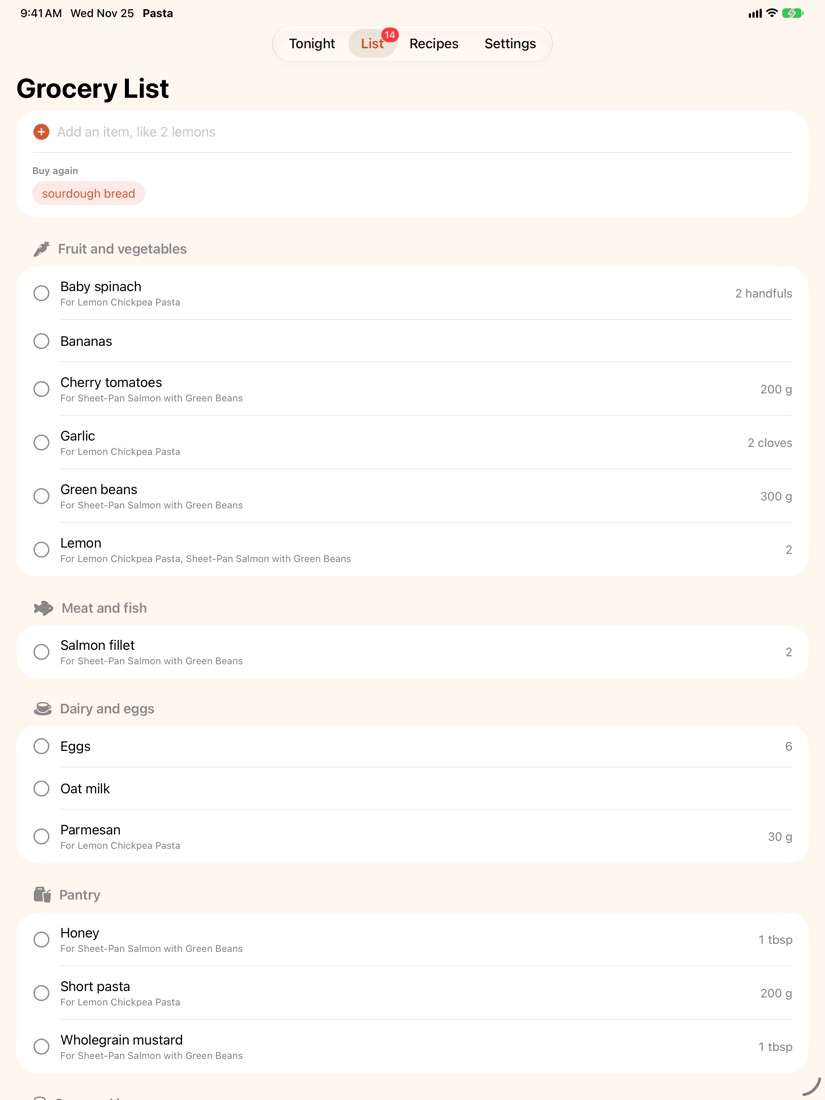 9:41 AM Wed Nov 25 Pasta
Tonight List 14 Recipes Settings
Grocery List
Add an item, like 2 lemons
Buy again
sourdough bread
Fruit and vegetables
Baby spinach
For Lemon Chickpea Pasta
2 handfuls
Bananas
Cherry tomatoes
For Sheet-Pan Salmon with Green Beans
200 g
Garlic
For Lemon Chickpea Pasta
2 cloves
Green beans
For Sheet-Pan Salmon with Green Beans
300 g
Lemon
For Lemon Chickpea Pasta, Sheet-Pan Salmon with Green Beans
2
Meat and fish
Salmon fillet
For Sheet-Pan Salmon with Green Beans
2
Dairy and eggs
Eggs
6
Oat milk
Parmesan
For Lemon Chickpea Pasta
30 g
Pantry
Honey
For Sheet-Pan Salmon with Green Beans
1 tbsp
Short pasta
For Lemon Chickpea Pasta
200 g
Wholegrain mustard
For Sheet-Pan Salmon with Green Beans
1 tbsp